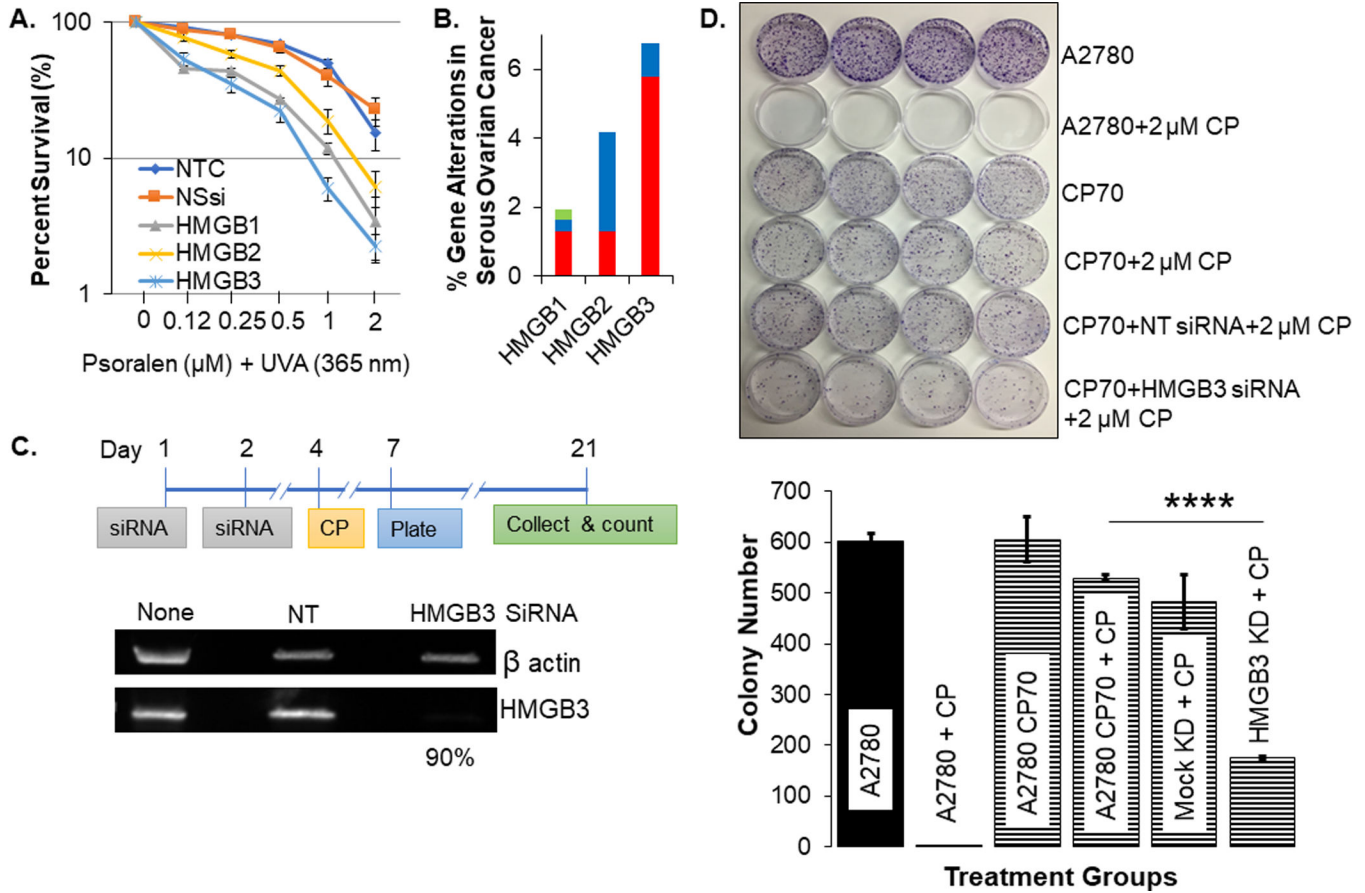 A.
Percent Survival (%)
100
10
1
NTC
NSsi
HMGB1
HMGB2
HMGB3
0 0.12 0.25 0.5 1 2
Psoralen (µM) + UVA (365 nm)
B.
% Gene Alterations in
Serous Ovarian Cancer
6
4
2
0
HMGB1
HMGB2
HMGB3
C.
Day 1 2 4 7 21
siRNA siRNA CP Plate Collect & count
None NT HMGB3 SiRNA
β actin
HMGB3
90%
D.
A2780
A2780+2 µM CP
CP70
CP70+2 µM CP
CP70+NT siRNA+2 µM CP
CP70+HMGB3 siRNA
+2 µM CP
Colony Number
700
600
500
400
300
200
100
0
****
A2780
A2780 + CP
A2780 CP70
A2780 CP70 + CP
Mock KD + CP
HMGB3 KD + CP
Treatment Groups